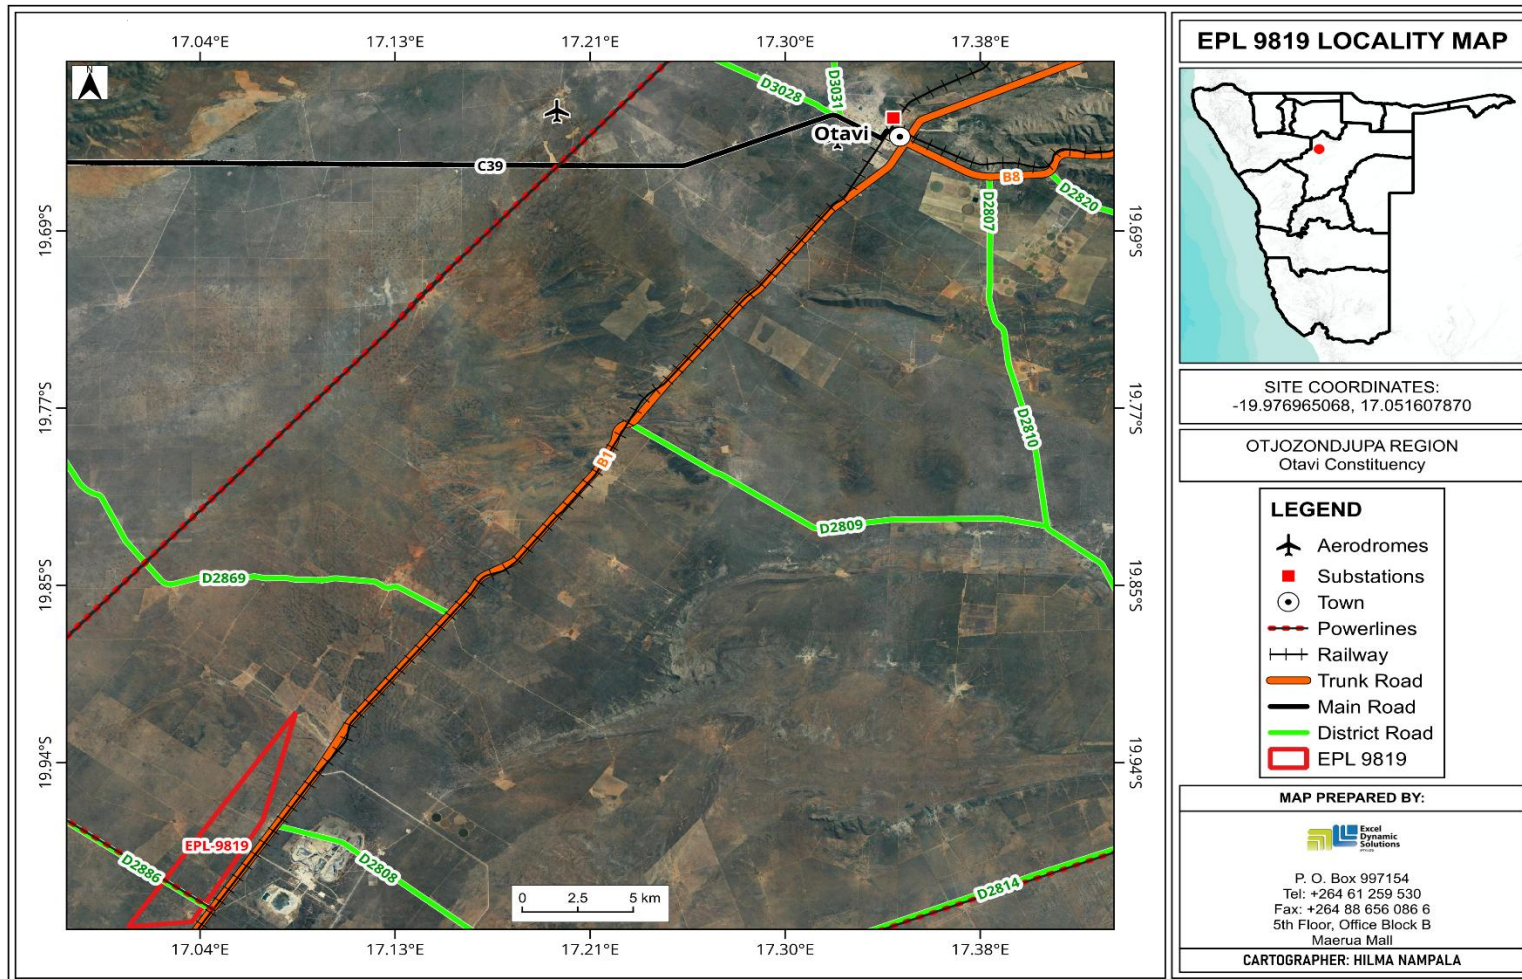 17.04°E
17.13°E
17.21°E
17.30°E
17.38°E
N
D3028
D3031
Otavi
C39
B8
D2820
D2807
19.69°S
19.69°S
19.77°S
19.77°S
D2810
B1
D2809
D2869
19.85°S
19.85°S
19.94°S
19.94°S
EPL-9819
D2886
D2808
D2814
0 2.5 5 km
17.04°E
17.13°E
17.21°E
17.30°E
17.38°E
EPL 9819 LOCALITY MAP
SITE COORDINATES:
-19.976965068, 17.051607870
OTJOZONDJUPA REGION
Otavi Constituency
LEGEND
Aerodromes
Substations
Town
Powerlines
Railway
Trunk Road
Main Road
District Road
EPL 9819
MAP PREPARED BY:
Excel
Dynamic
Solutions
P. O. Box 997154
Tel: +264 61 259 530
Fax: +264 88 656 086 6
5th Floor, Office Block B
Maerua Mall
CARTOGRAPHER: HILMA NAMPALA